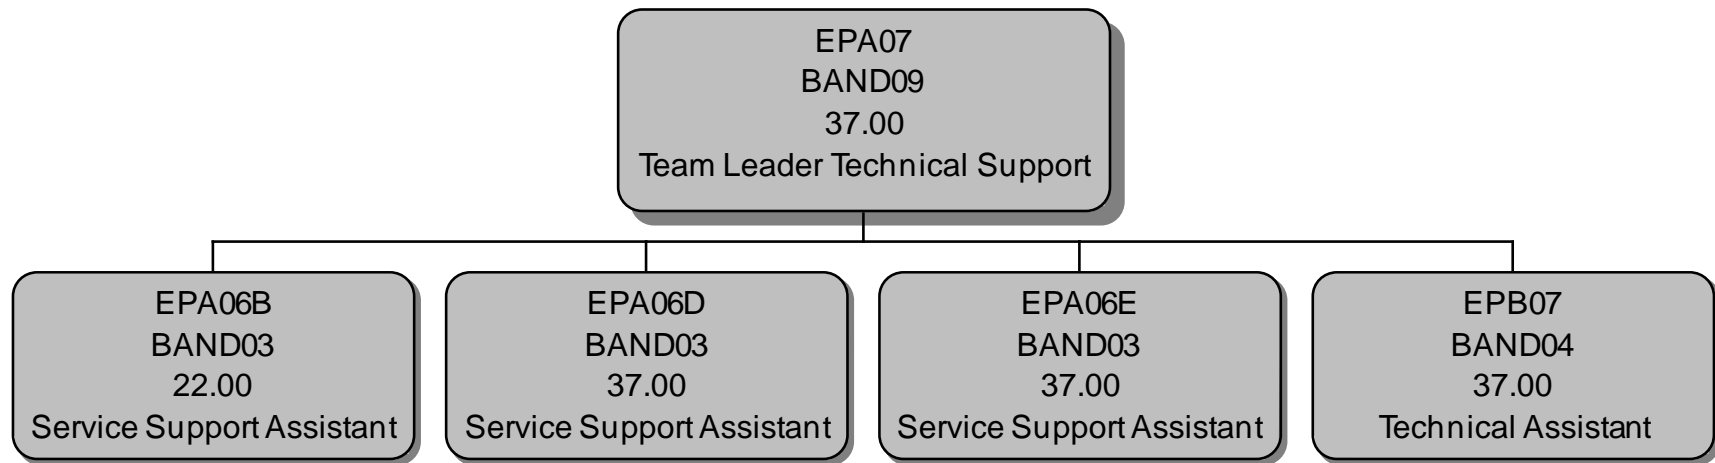 EPA07
BAND09
37.00
Team Leader Technical Support
EPA06B
BAND03
22.00
Service Support Assistant
EPA06D
BAND03
37.00
Service Support Assistant
EPA06E
BAND03
37.00
Service Support Assistant
EPB07
BAND04
37.00
Technical Assistant